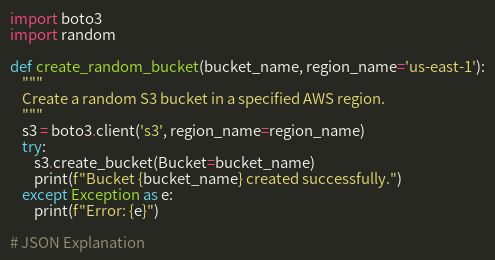 import boto3
import random

def create_random_bucket(bucket_name, region_name='us-east-1'):
    """
    Create a random S3 bucket in a specified AWS region.
    """
    s3 = boto3.client('s3', region_name=region_name)
    try:
        s3.create_bucket(Bucket=bucket_name)
        print(f"Bucket {bucket_name} created successfully.")
    except Exception as e:
        print(f"Error: {e}")

# JSON Explanation